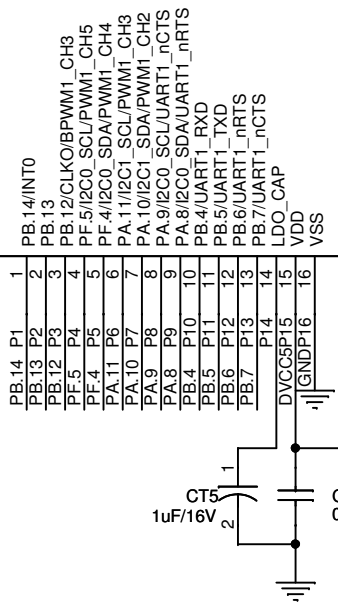 PB.14/INT0
PB.13
PB.12/CLKO/BPWM1_CH3
PF.5/I2C0_SCL/PWM1_CH5
PF.4/I2C0_SDA/PWM1_CH4
PA.11/I2C1_SCL/PWM1_CH3
PA.10/I2C1_SDA/PWM1_CH2
PA.9/I2C0_SCL/UART1_nCTS
PA.8/I2C0_SDA/UART1_nRTS
PB.4/UART1_RXD
PB.5/UART1_TXD
PB.6/UART1_nRTS
PB.7/UART1_nCTS
LDO_CAP
VDD
VSS
1
2
3
4
5
6
7
8
9
10
11
12
13
14
15
16
PB.14 P1
PB.13 P2
PB.12 P3
PF.5 P4
PF.4 P5
PA.11 P6
PA.10 P7
PA.9 P8
PA.8 P9
PB.4 P10
PB.5 P11
PB.6 P12
PB.7 P13
P14
DVCC5P15
GNDP16
1
CT5
1uF/16V
2
C
0